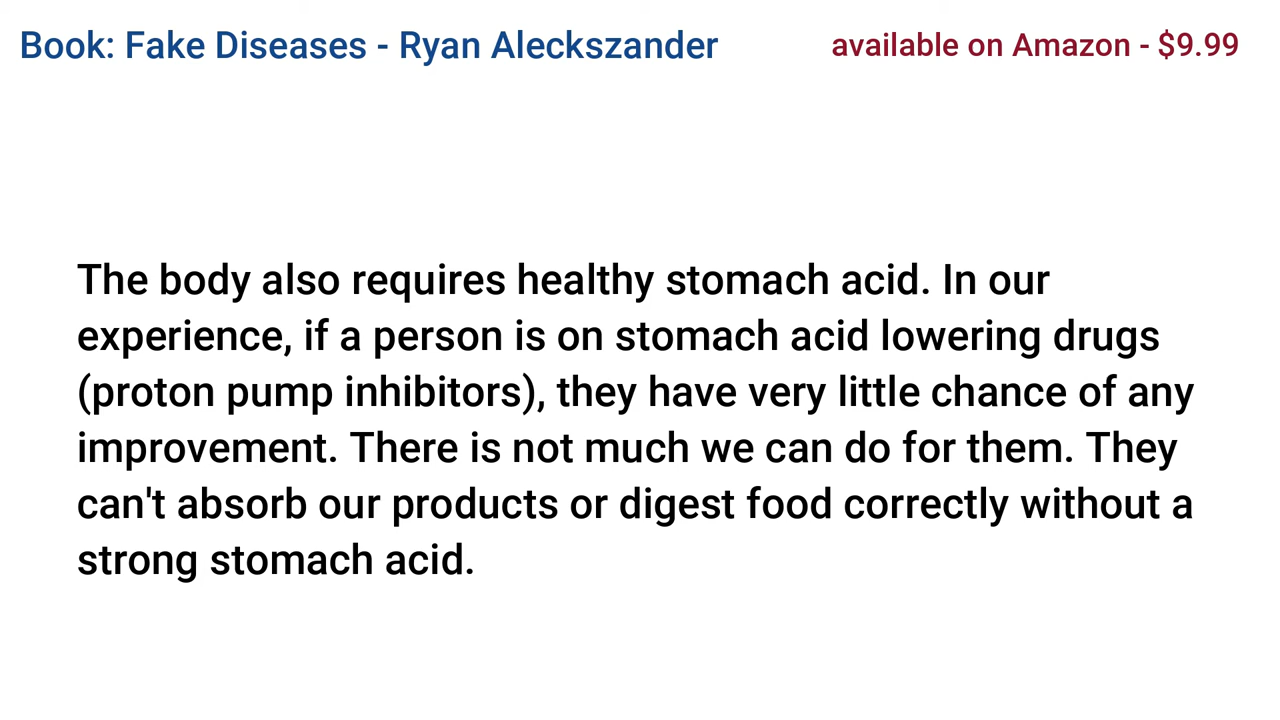 Book: Fake Diseases - Ryan Aleckszander
available on Amazon - $9.99
The body also requires healthy stomach acid. In our
experience, if a person is on stomach acid lowering drugs
(proton pump inhibitors), they have very little chance of any
improvement. There is not much we can do for them. They
can't absorb our products or digest food correctly without a
strong stomach acid.